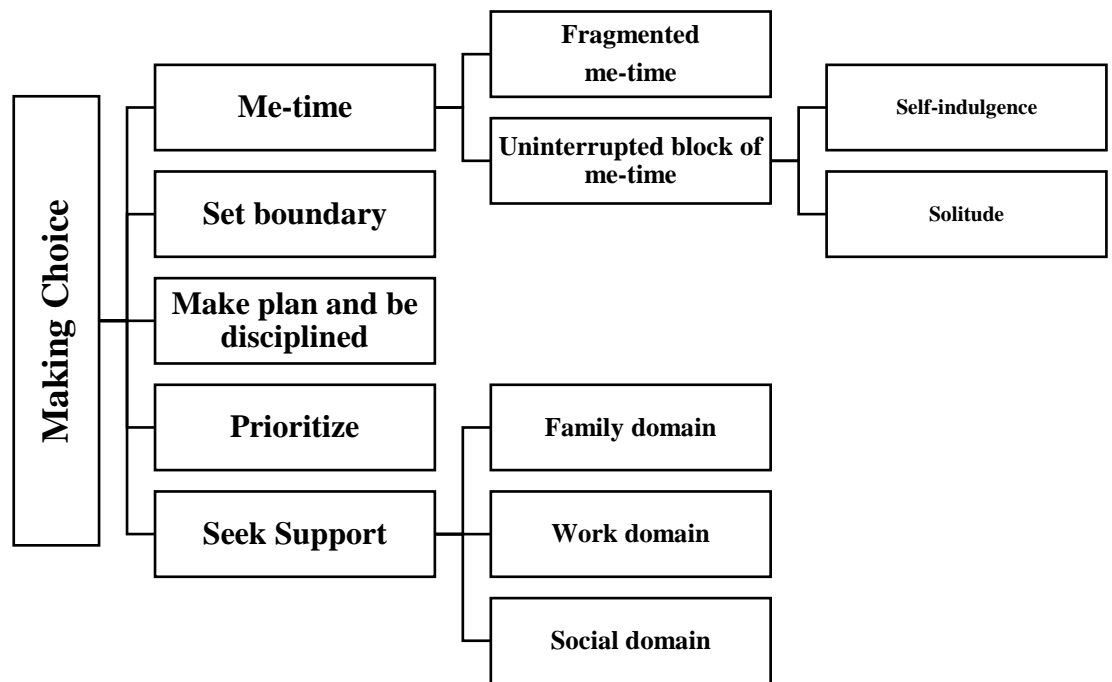 Making Choice
Me-time
Fragmented
me-time
Uninterrupted block of
me-time
Self-indulgence
Solitude
Set boundary
Make plan and be
disciplined
Prioritize
Seek Support
Family domain
Work domain
Social domain